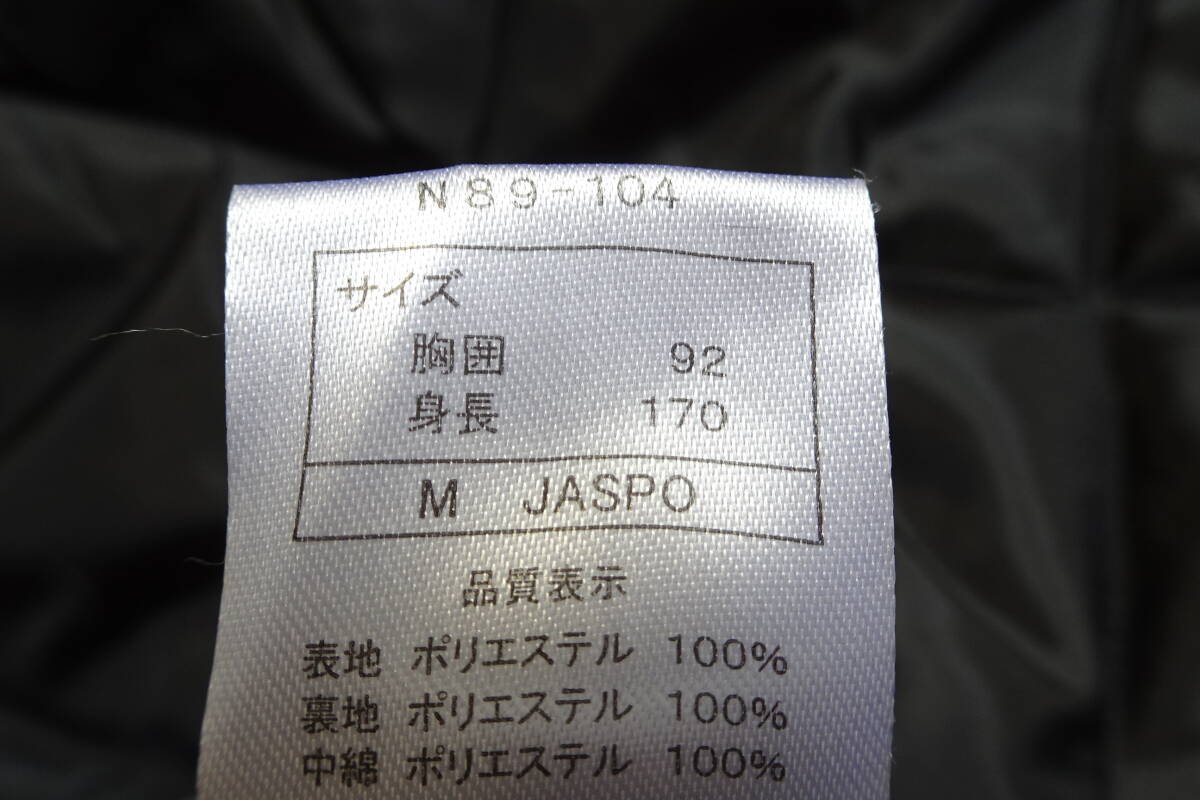 N89-104
サイズ
胸囲 92
身長 170
M JASPO
品質表示
表地 ポリエステル 100%
裏地 ポリエステル 100%
中綿 ポリエステル 100%